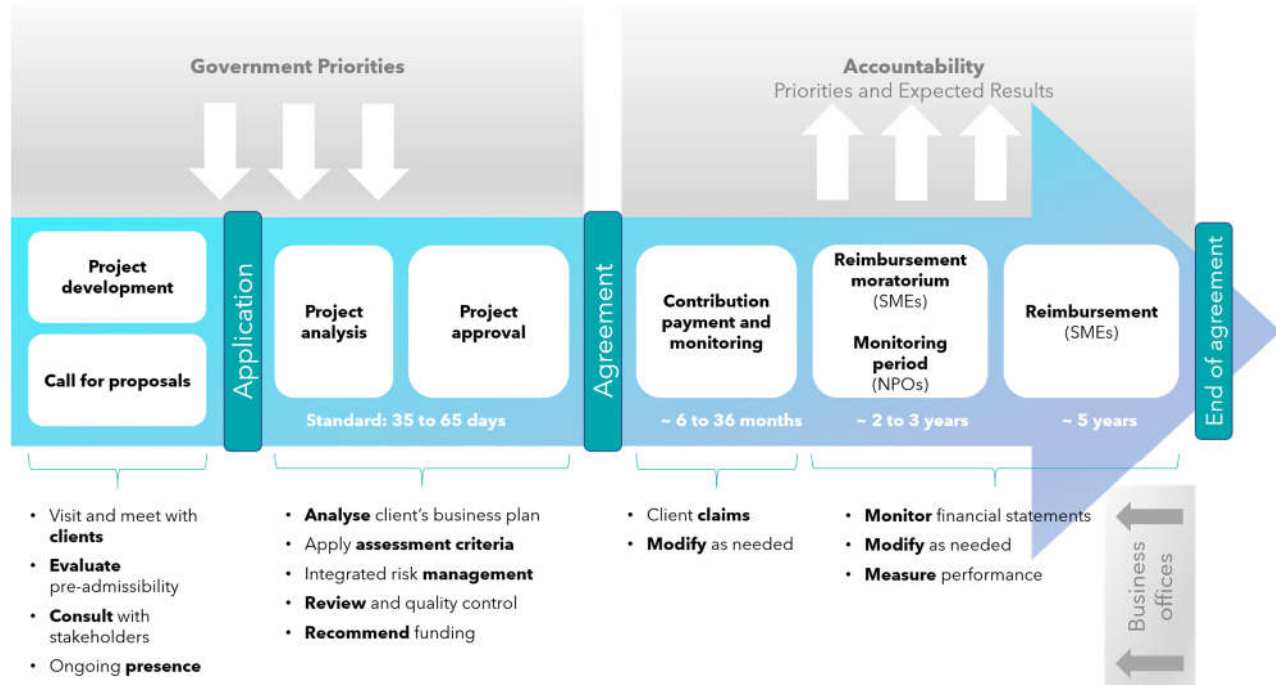 Government Priorities
Accountability
Priorities and Expected Results
Project
development
Call for proposals
Application
Project
analysis
Project
approval
Standard: 35 to 65 days
Agreement
Contribution
payment and
monitoring
~ 6 to 36 months
Reimbursement
moratorium
(SMEs)
Monitoring
period
(NPOs)
~ 2 to 3 years
Reimbursement
(SMEs)
~ 5 years
End of agreement
• Visit and meet with
clients
• Evaluate
pre-admissibility
• Consult with
stakeholders
• Ongoing presence
• Analyse client's business plan
• Apply assessment criteria
• Integrated risk management
• Review and quality control
• Recommend funding
• Client claims
• Modify as needed
• Monitor financial statements
• Modify as needed
• Measure performance
Business
offices